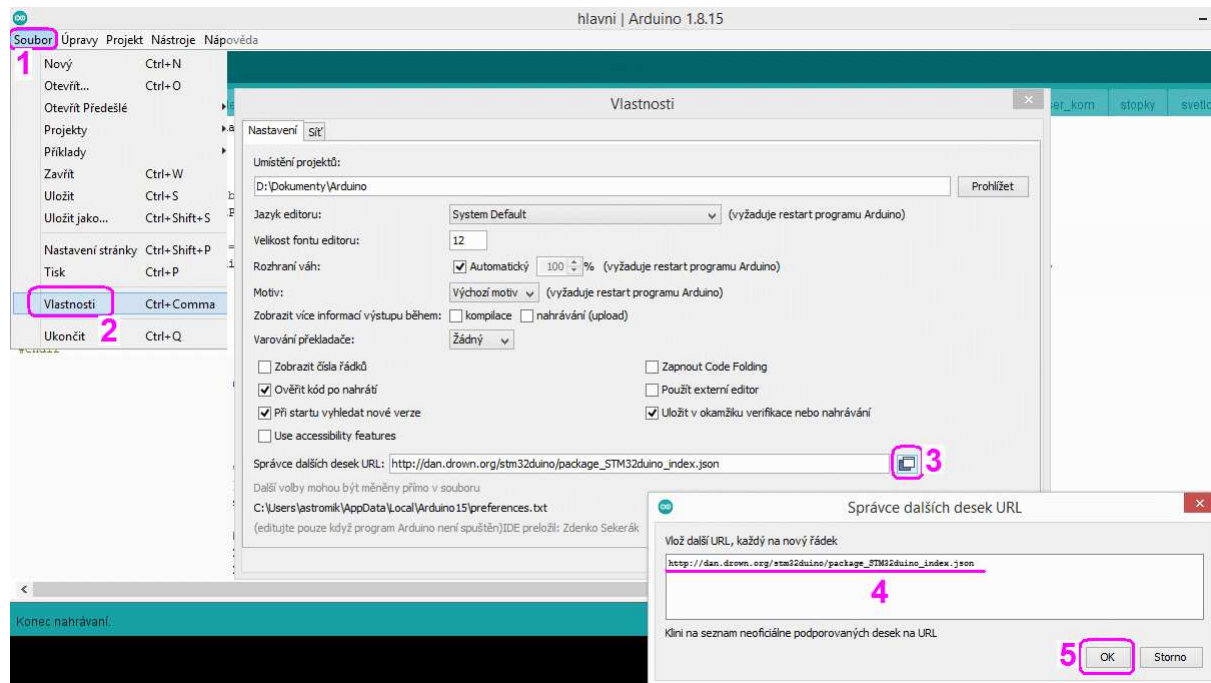 hlavni | Arduino 1.8.15
Soubor Úpravy Projekt Nástroje Nápověda
1
Nový Ctrl+N
Otevřít... Ctrl+O
Otevřít Předešlé
Projekty
Příklady
Zavřít Ctrl+W
Uložit Ctrl+S
Uložit jako... Ctrl+Shift+S
Nastavení stránky Ctrl+Shift+P
Tisk Ctrl+P
Vlastnosti Ctrl+Comma
2
Ukončit Ctrl+Q
stopky
Vlastnosti
Nastavení Síť
Umístění projektů:
D:\Dokumenty\Arduino Prohlížet
Jazyk editoru: System Default (vyžaduje restart programu Arduino)
Velikost fontu editoru: 12
Rozhraní váh: Automatický 100 % (vyžaduje restart programu Arduino)
Motiv: Výchozí motiv (vyžaduje restart programu Arduino)
Zobrazit více informací výstupu během: kompilace nahrávání (upload)
Varování překladače: Žádný
Zobrazit čísla řádků Zapnout Code Folding
Ověřit kód po nahrátí Použít externí editor
Při startu vyhledat nové verze Uložit v okamžiku verifikace nebo nahrávání
Use accessibility features
Správce dalších desek URL: http://dan.drown.org/stm32duino/package_STM32duino_index.json 3
Další volby mohou být měněny přímo v souboru
C:\Users\astromik\AppData\Local\Arduino15\preferences.txt
(editujte pouze když program Arduino není spuštěn)IDE preložil: Zdenko Sekerák
Správce dalších desek URL
Vlož další URL, každý na nový řádek
http://dan.drown.org/stm32duino/package_STM32duino_index.json
4
Klini na seznam neoficiálne podporovaných desek na URL
5 OK Storno
Konec nahrávaní.